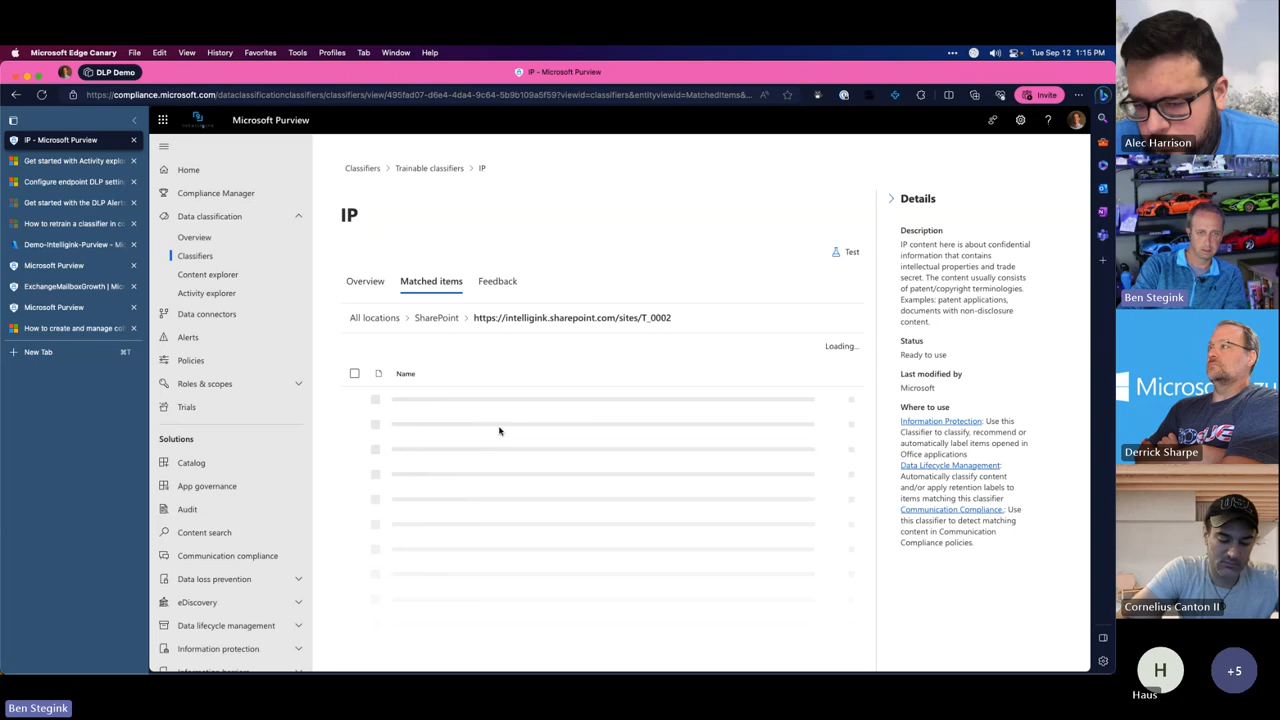 Microsoft Edge Canary File Edit View History Favorites Tools Profiles Tab Window Help
Tue Sep 12 1:15 PM
DLP Demo
IP - Microsoft Purview
https://compliance.microsoft.com/dataclassificationclassifiers/classifiers/view/495fad07-d6e4-4da4-9c64-5b9b109a5f59?viewid=classifiers&entityviewid=MatchedItems&...
Invite
IP - Microsoft Purview
Get started with Activity explo
Configure endpoint DLP settin
Get started with the DLP Alert
How to retrain a classifier in co
Demo-Intelligink-Purview - Mi
Microsoft Purview
ExchangeMailboxGrowth | Mic
Microsoft Purview
How to create and manage co
New Tab ⌘T
Microsoft Purview
Home
Compliance Manager
Data classification
Overview
Classifiers
Content explorer
Activity explorer
Data connectors
Alerts
Policies
Roles & scopes
Trials
Solutions
Catalog
App governance
Audit
Content search
Communication compliance
Data loss prevention
eDiscovery
Data lifecycle management
Information protection
Classifiers > Trainable classifiers > IP
IP
Test
Overview Matched items Feedback
All locations > SharePoint > https://intelligink.sharepoint.com/sites/T_0002
Loading...
Name
Details
Description
IP content here is about confidential
information that contains
intellectual properties and trade
secret. The content usually consists
of patent/copyright terminologies.
Examples: patent applications,
documents with non-disclosure
content.
Status
Ready to use
Last modified by
Microsoft
Where to use
Information Protection: Use this
Classifier to classify, recommend or
automatically label items opened in
Office applications
Data Lifecycle Management:
Automatically classify content
and/or apply retention labels to
items matching this classifier
Communication Compliance.: Use
this classifier to detect matching
content in Communication
Compliance policies.
Alec Harrison
Ben Stegink
Derrick Sharpe
Cornelius Canton II
H
Haus
+5
Ben Stegink